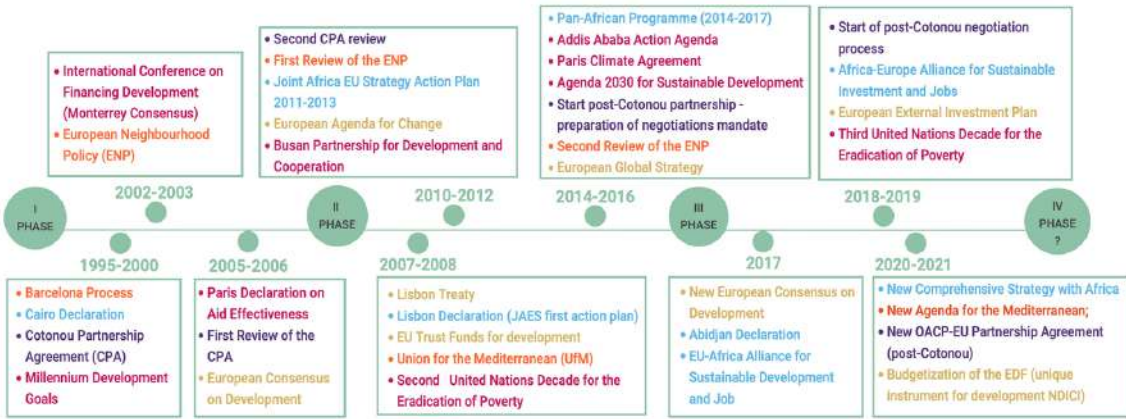 • International Conference on
Financing Development
(Monterrey Consensus)
• European Neighbourhood
Policy (ENP)
• Second CPA review
• First Review of the ENP
• Joint Africa EU Strategy Action Plan
2011-2013
• European Agenda for Change
• Busan Partnership for Development and
Cooperation
• Pan-African Programme (2014-2017)
• Addis Ababa Action Agenda
• Paris Climate Agreement
• Agenda 2030 for Sustainable Development
• Start post-Cotonou partnership -
preparation of negotiations mandate
• Second Review of the ENP
• European Global Strategy
• Start of post-Cotonou negotiation
process
• Africa-Europe Alliance for Sustainable
Investment and Jobs
• European External Investment Plan
• Third United Nations Decade for the
Eradication of Poverty
2002-2003
2010-2012
2014-2016
2018-2019
I
PHASE
II
PHASE
III
PHASE
IV
PHASE
?
1995-2000
2005-2006
2007-2008
2017
2020-2021
• Barcelona Process
• Cairo Declaration
• Cotonou Partnership
Agreement (CPA)
• Millennium Development
Goals
• Paris Declaration on
Aid Effectiveness
• First Review of the
CPA
• European Consensus
on Development
• Lisbon Treaty
• Lisbon Declaration (JAES first action plan)
• EU Trust Funds for development
• Union for the Mediterranean (UfM)
• Second United Nations Decade for the
Eradication of Poverty
• New European Consensus on
Development
• Abidjan Declaration
• EU-Africa Alliance for
Sustainable Development
and Job
• New Comprehensive Strategy with Africa
• New Agenda for the Mediterranean;
• New OACP-EU Partnership Agreement
(post-Cotonou)
• Budgetization of the EDF (unique
Instrument for development NDICI)